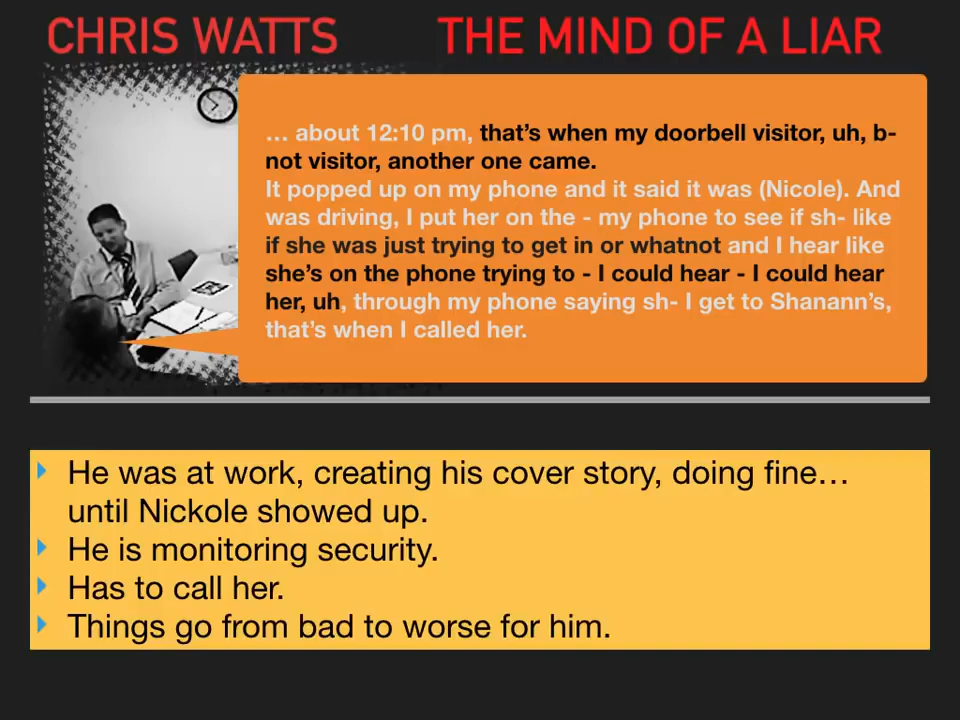 CHRIS WATTS THE MIND OF A LIAR
… about 12:10 pm, that’s when my doorbell visitor, uh, b-
not visitor, another one came.
It popped up on my phone and it said it was (Nicole). And
was driving, I put her on the - my phone to see if sh- like
if she was just trying to get in or whatnot and I hear like
she’s on the phone trying to - I could hear - I could hear
her, uh, through my phone saying sh- I get to Shanann’s,
that’s when I called her.
He was at work, creating his cover story, doing fine…
until Nickole showed up.
He is monitoring security.
Has to call her.
Things go from bad to worse for him.